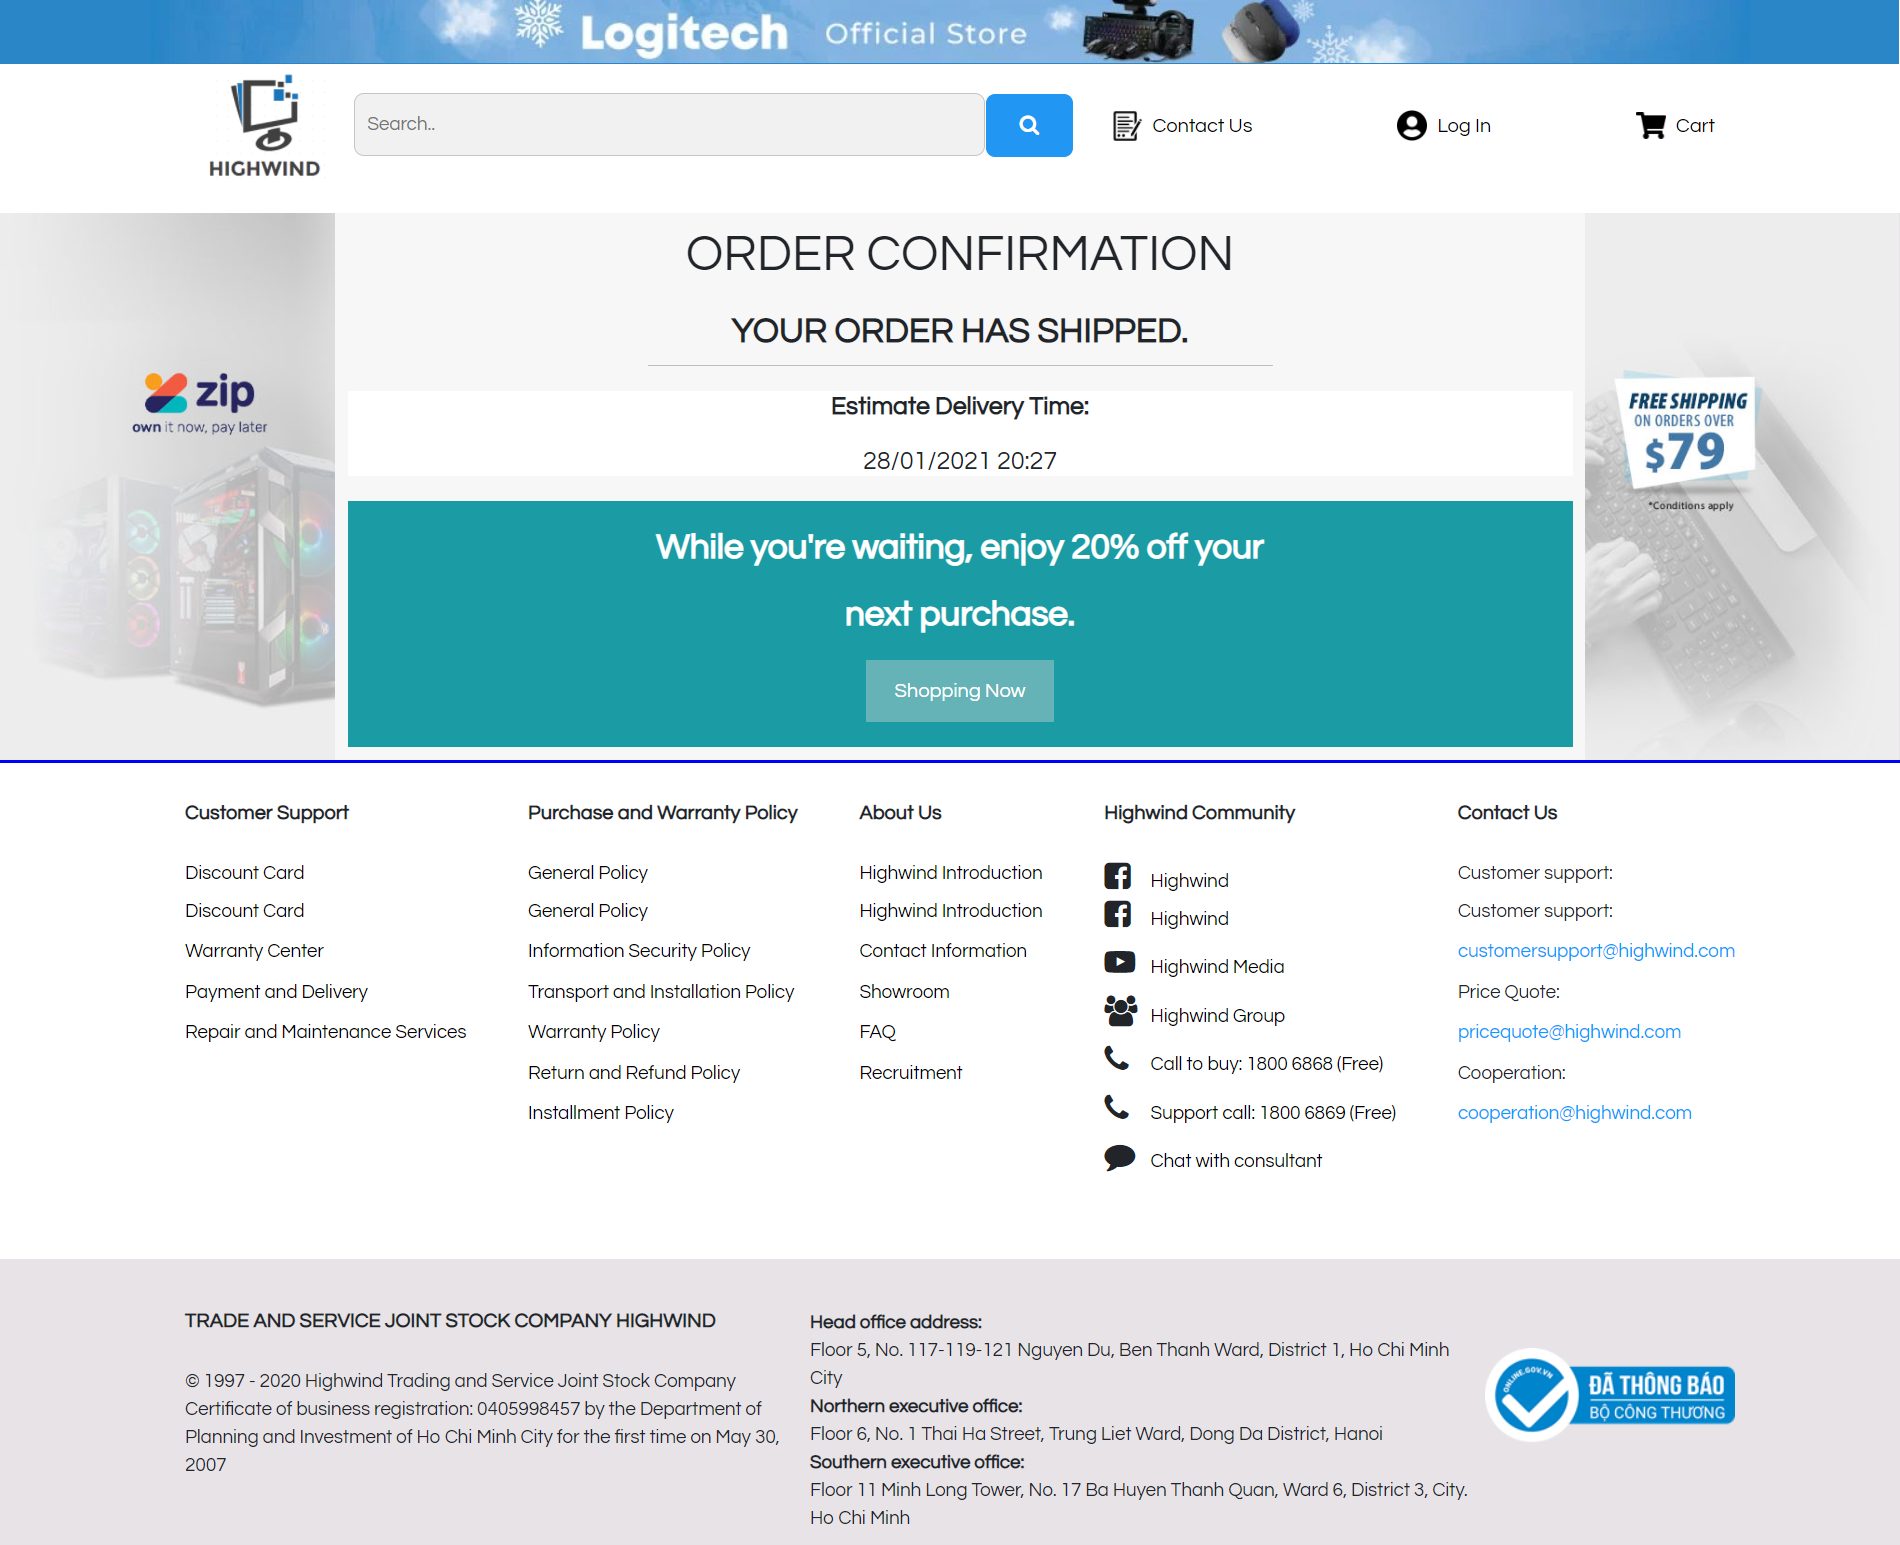 Logitech Official Store
HIGHWIND
Search..
Contact Us
Log In
Cart
ORDER CONFIRMATION
YOUR ORDER HAS SHIPPED.
Estimate Delivery Time:
28/01/2021 20:27
zip
own it now, pay later
FREE SHIPPING
ON ORDERS OVER
$79
*Conditions apply
While you're waiting, enjoy 20% off your
next purchase.
Shopping Now
Customer Support
Discount Card
Discount Card
Warranty Center
Payment and Delivery
Repair and Maintenance Services
Purchase and Warranty Policy
General Policy
General Policy
Information Security Policy
Transport and Installation Policy
Warranty Policy
Return and Refund Policy
Installment Policy
About Us
Highwind Introduction
Highwind Introduction
Contact Information
Showroom
FAQ
Recruitment
Highwind Community
Highwind
Highwind
Highwind Media
Highwind Group
Call to buy: 1800 6868 (Free)
Support call: 1800 6869 (Free)
Chat with consultant
Contact Us
Customer support:
Customer support:
customersupport@highwind.com
Price Quote:
pricequote@highwind.com
Cooperation:
cooperation@highwind.com
TRADE AND SERVICE JOINT STOCK COMPANY HIGHWIND
© 1997 - 2020 Highwind Trading and Service Joint Stock Company
Certificate of business registration: 0405998457 by the Department of
Planning and Investment of Ho Chi Minh City for the first time on May 30,
2007
Head office address:
Floor 5, No. 117-119-121 Nguyen Du, Ben Thanh Ward, District 1, Ho Chi Minh
City
Northern executive office:
Floor 6, No. 1 Thai Ha Street, Trung Liet Ward, Dong Da District, Hanoi
Southern executive office:
Floor 11 Minh Long Tower, No. 17 Ba Huyen Thanh Quan, Ward 6, District 3, City.
Ho Chi Minh
ONLINE.GOV.VN
ĐÃ THÔNG BÁO
BỘ CÔNG THƯƠNG